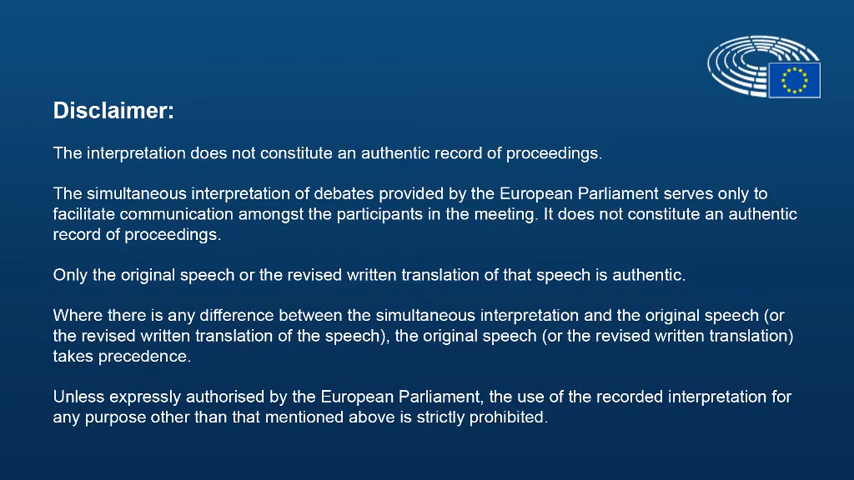 Disclaimer:
The interpretation does not constitute an authentic record of proceedings.
The simultaneous interpretation of debates provided by the European Parliament serves only to
facilitate communication amongst the participants in the meeting. It does not constitute an authentic
record of proceedings.
Only the original speech or the revised written translation of that speech is authentic.
Where there is any difference between the simultaneous interpretation and the original speech (or
the revised written translation of the speech), the original speech (or the revised written translation)
takes precedence.
Unless expressly authorised by the European Parliament, the use of the recorded interpretation for
any purpose other than that mentioned above is strictly prohibited.